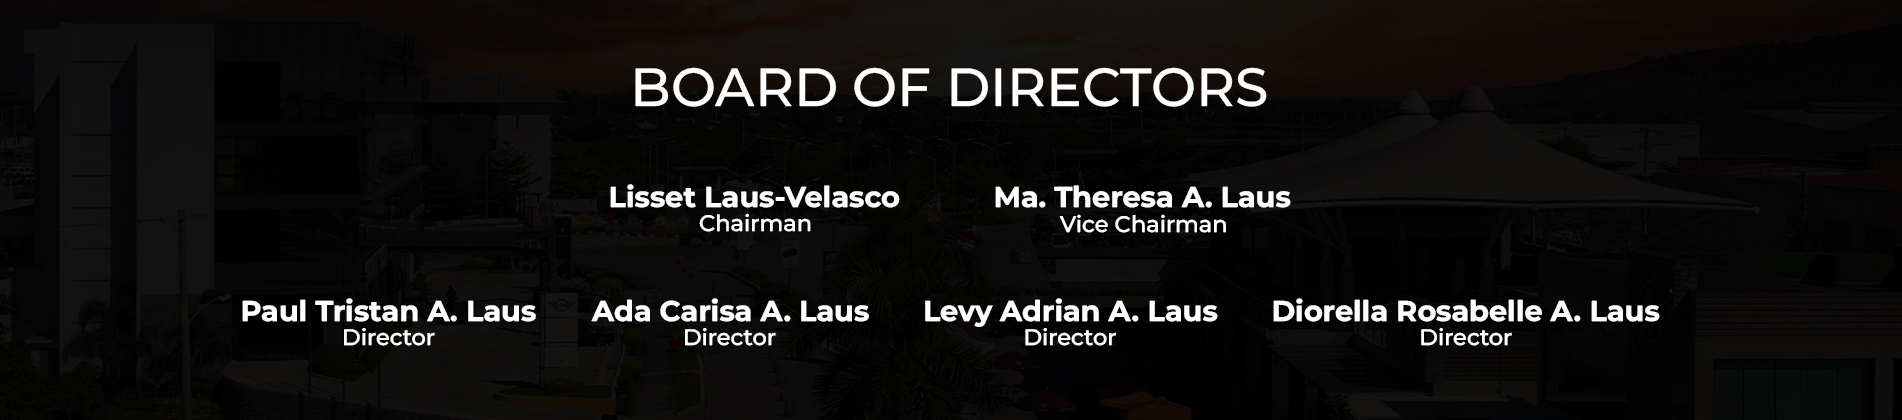 BOARD OF DIRECTORS
Lisset Laus-Velasco
Chairman
Ma. Theresa A. Laus
Vice Chairman
Paul Tristan A. Laus
Director
Ada Carisa A. Laus
Director
Levy Adrian A. Laus
Director
Diorella Rosabelle A. Laus
Director